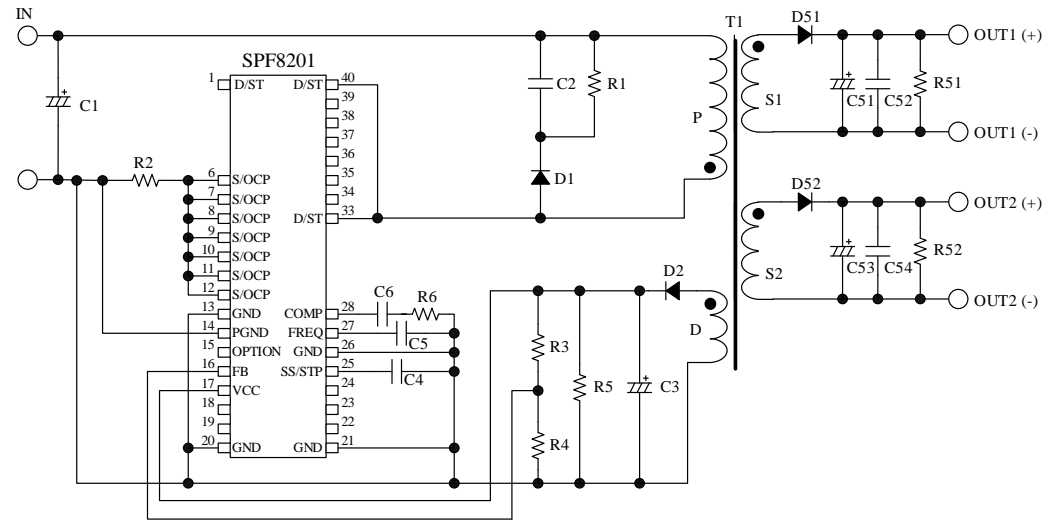 IN
T1
D51
OUT1 (+)
SPF8201
1 D/ST D/ST 40
39
38
37
36
35
34
D/ST 33
C1
R2
C2
R1
D1
P
S1
C51
C52
R51
OUT1 (-)
6 S/OCP
7 S/OCP
8 S/OCP
9 S/OCP
10 S/OCP
11 S/OCP
12 S/OCP
13 GND
14 PGND
15 OPTION
16 FB
17 VCC
18
19
20 GND
COMP 28
FREQ 27
GND 26
SS/STP 25
24
23
22
GND 21
C6
R6
C5
C4
D52
OUT2 (+)
S2
C53
C54
R52
OUT2 (-)
D2
D
R3
R5
C3
R4